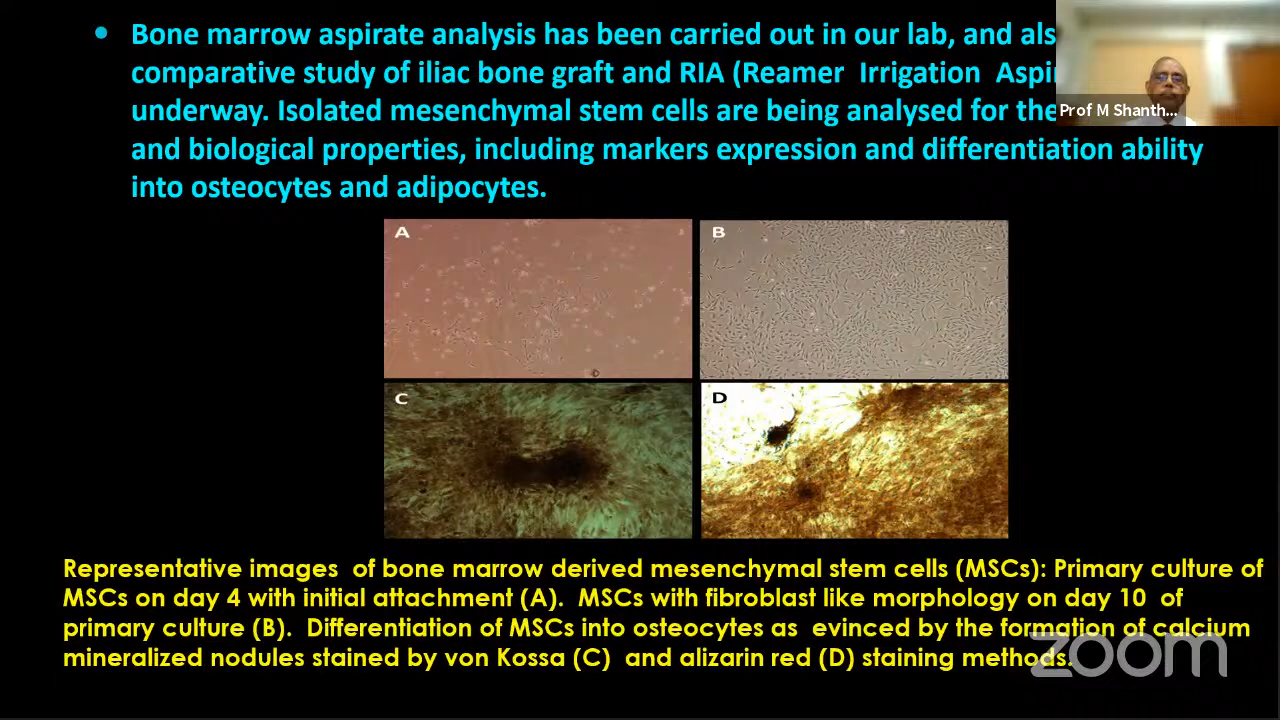 Bone marrow aspirate analysis has been carried out in our lab, and als
comparative study of iliac bone graft and RIA (Reamer Irrigation Aspi
underway. Isolated mesenchymal stem cells are being analysed for the
and biological properties, including markers expression and differentiation ability
into osteocytes and adipocytes.
Prof M Shanth...
A
B
C
D
Representative images of bone marrow derived mesenchymal stem cells (MSCs): Primary culture of
MSCs on day 4 with initial attachment (A). MSCs with fibroblast like morphology on day 10 of
primary culture (B). Differentiation of MSCs into osteocytes as evinced by the formation of calcium
mineralized nodules stained by von Kossa (C) and alizarin red (D) staining methods.
zoom